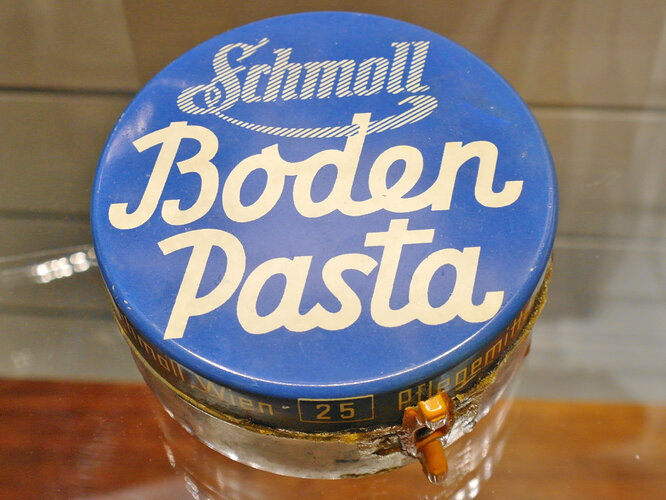 Schmoll
Boden
Pasta
Wien 25